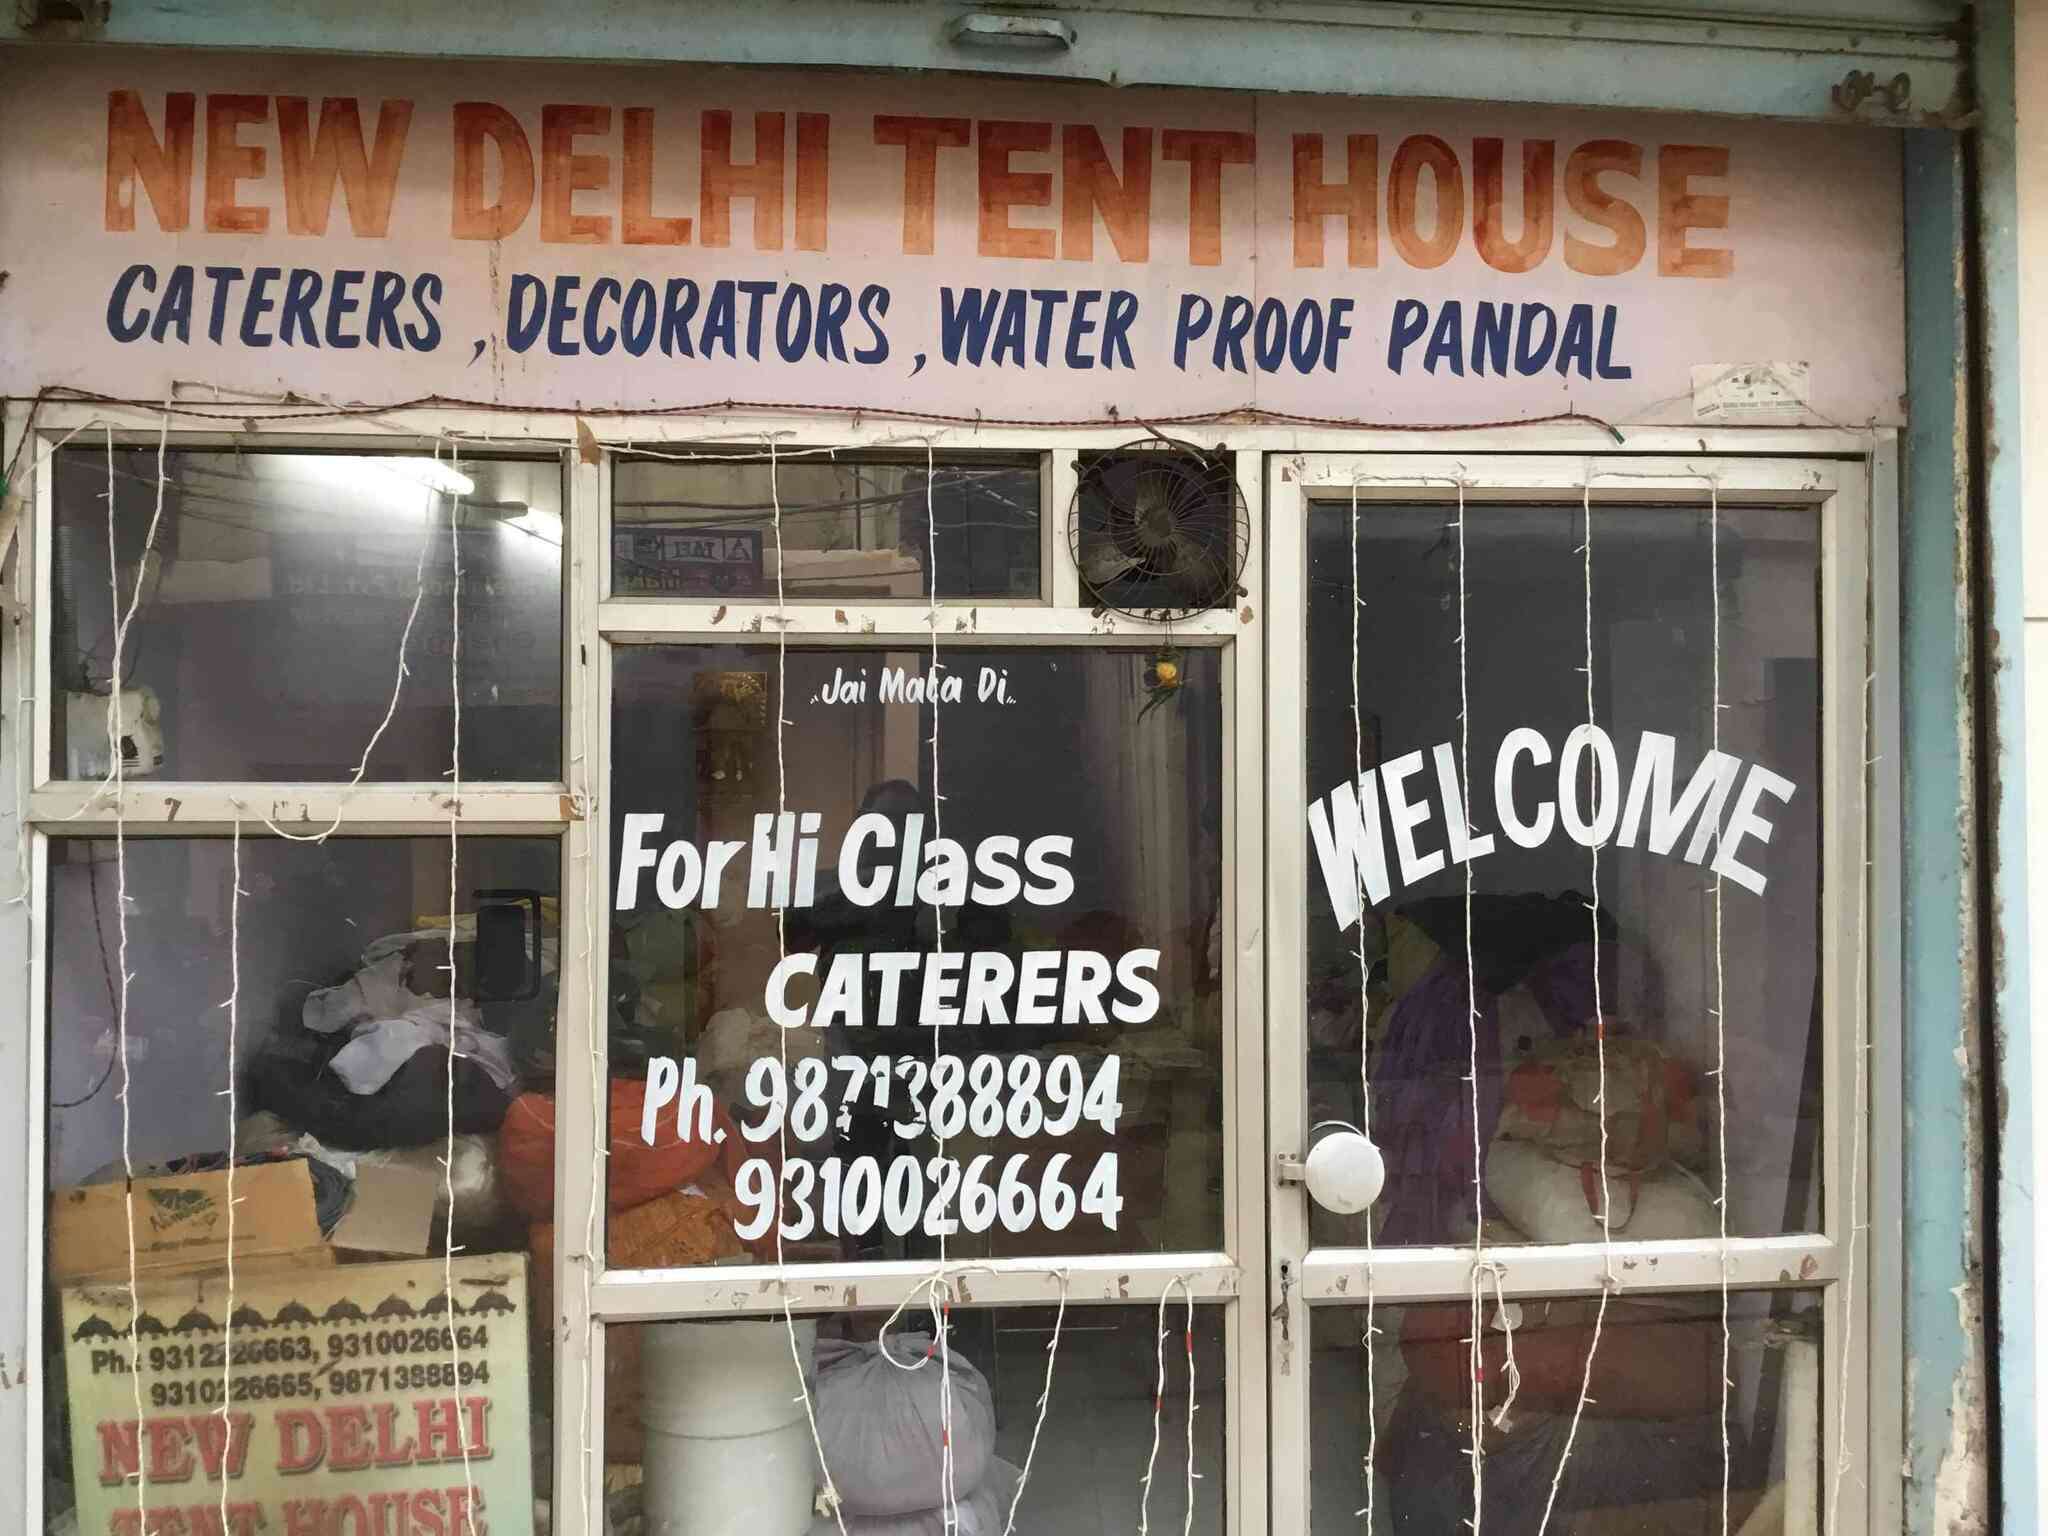 NEW DELHI TENT HOUSE
CATERERS , DECORATORS , WATER PROOF PANDAL
"Jai Mata Di"
For Hi Class
CATERERS
Ph. 9871388894
9310026664
WELCOME
Ph.: 9312226663, 9310026664
9310226665, 9871388894
NEW DELHI
TENT HOUSE